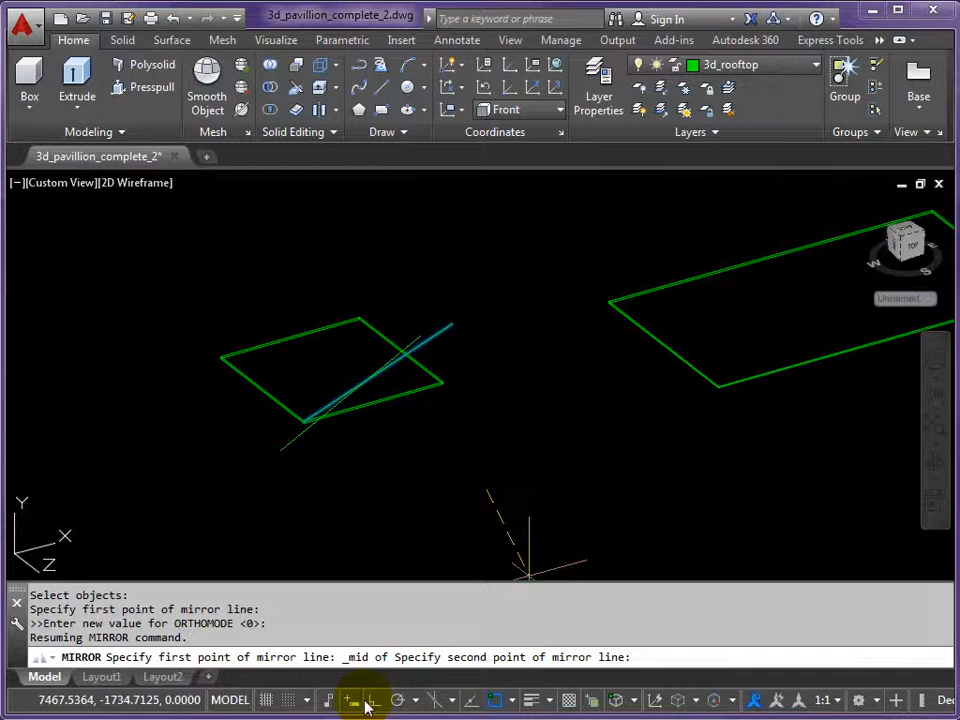 3d_pavillion_complete_2.dwg
Type a keyword or phrase
Sign In
Home Solid Surface Mesh Visualize Parametric Insert Annotate View Manage Output Add-ins Autodesk 360 Express Tools
Box
Extrude
Polysolid
Presspull
Smooth Object
Front
Layer Properties
3d_rooftop
Group
Base
Modeling Mesh Solid Editing Draw Coordinates Layers Groups View
3d_pavillion_complete_2*
[−][Custom View][2D Wireframe]
TOP
W
S
Unnamed
Y
X
Z
Select objects:
Specify first point of mirror line:
>>Enter new value for ORTHOMODE <0>:
Resuming MIRROR command.
MIRROR Specify first point of mirror line: _mid of Specify second point of mirror line:
Model Layout1 Layout2
7467.5364, -1734.7125, 0.0000 MODEL 1:1 Dec